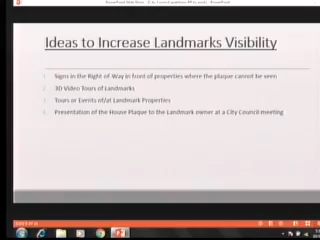 Ideas to Increase Landmarks Visibility
Signs in the Right of Way in front of properties where the plaque cannot be seen
3D Video Tours of Landmarks
Tours or Events of/at Landmark Properties
Presentation of the House Plaque to the Landmark owner at a City Council meeting